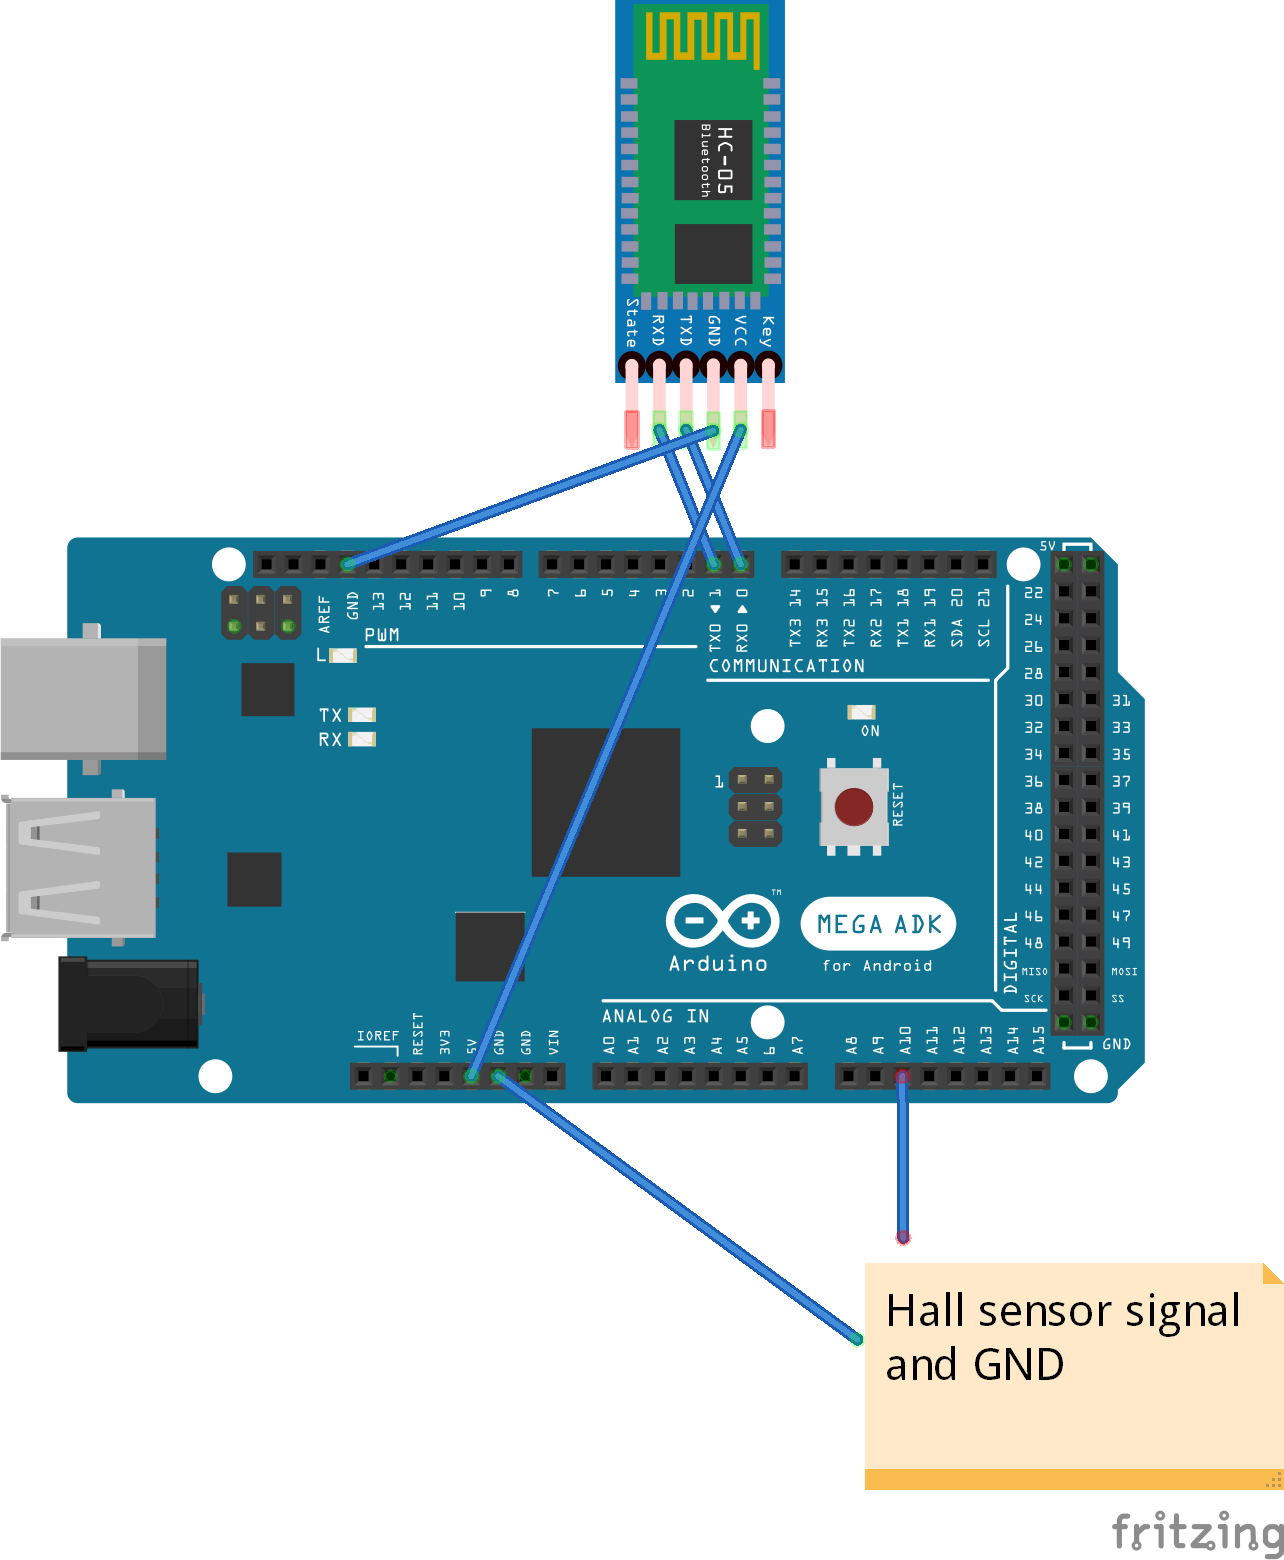 HC-05
Bluetooth
State
RXD
TXD
GND
VCC
Key
5V
AREF
GND
13
12
11
10
9
8
7
6
5
4
3
2
TX0 ◄ 1
RX0 ► 0
TX3 14
RX3 15
TX2 16
RX2 17
TX1 18
RX1 19
SDA 20
SCL 21
PWM
COMMUNICATION
L
TX
RX
ON
RESET
1
22
24
26
28
30 31
32 33
34 35
36 37
38 39
40 41
42 43
44 45
46 47
48 49
MISO MOSI
SCK SS
GND
DIGITAL
TM
Arduino
MEGA ADK
for Android
ANALOG IN
IOREF
RESET
3V3
5V
GND
GND
VIN
A0
A1
A2
A3
A4
A5
6
A7
A8
A9
A10
A11
A12
A13
A14
A15
Hall sensor signal
and GND
fritzing